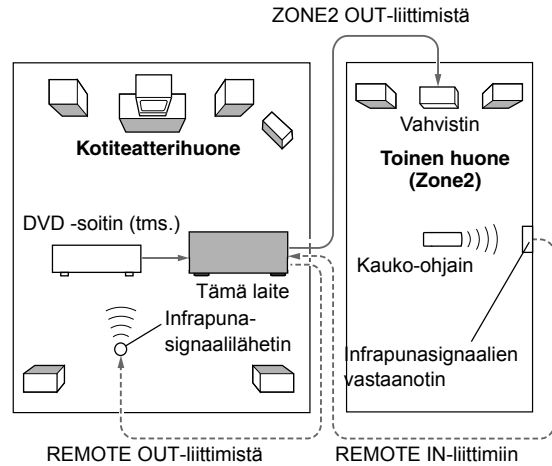 ZONE2 OUT-liittimistä
Kotiteatterihuone
Vahvistin
Toinen huone
(Zone2)
DVD -soitin (tms.)
Tämä laite
Kauko-ohjain
Infrapuna-
signaalilähetin
Infrapunasignaalien
vastaanotin
REMOTE OUT-liittimistä
REMOTE IN-liittimiin